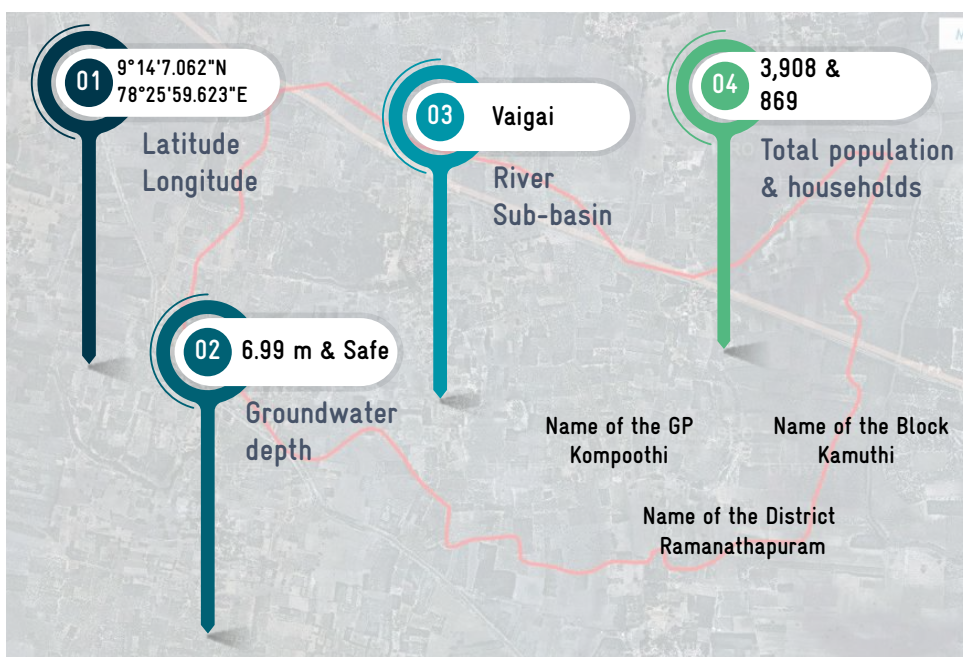 01
9°14'7.062"N
78°25'59.623"E
Latitude
Longitude
03
Vaigai
River
Sub-basin
04
3,908 &
869
Total population
& households
02
6.99 m & Safe
Groundwater
depth
Name of the GP
Kompoothi
Name of the Block
Kamuthi
Name of the District
Ramanathapuram